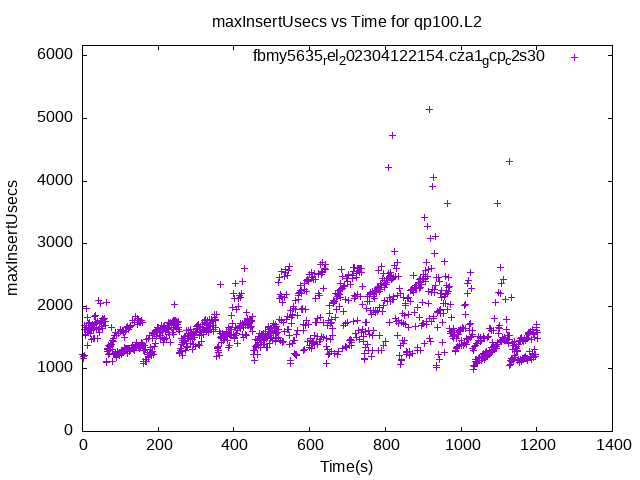 maxInsertUsecs vs Time for qp100.L2
fbmy5635rel202304122154.cza1gcpc2s30
6000
5000
4000
3000
2000
1000
0
maxInsertUsecs
0 200 400 600 800 1000 1200 1400
Time(s)